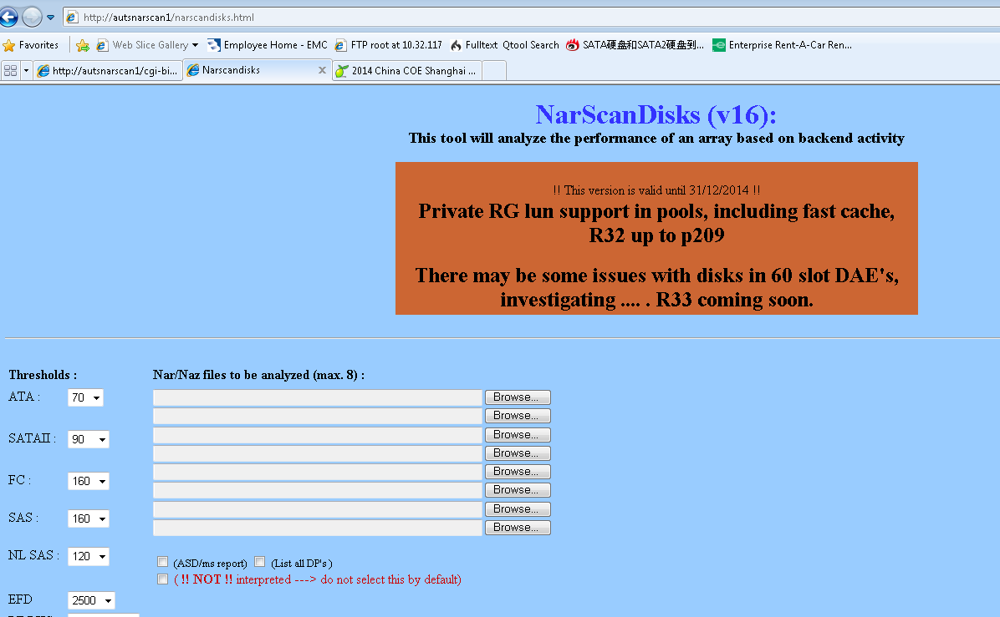 http://autsnarscan1/narscandisks.html
Favorites
Web Slice Gallery
Employee Home - EMC
FTP root at 10.32.117
Fulltext Qtool Search
SATA硬盘和SATA2硬盘到...
Enterprise Rent-A-Car Ren...
http://autsnarscan1/cgi-bi...
Narscandisks
X
2014 China COE Shanghai ...
NarScanDisks (v16):
This tool will analyze the performance of an array based on backend activity
!! This version is valid until 31/12/2014 !!
Private RG lun support in pools, including fast cache,
R32 up to p209
There may be some issues with disks in 60 slot DAE's,
investigating .... . R33 coming soon.
Thresholds :
Nar/Naz files to be analyzed (max. 8) :
ATA : 70
Browse...
Browse...
SATAII : 90
Browse...
Browse...
FC : 160
Browse...
Browse...
SAS : 160
Browse...
Browse...
NL SAS : 120
(ASD/ms report) (List all DP's )
( !! NOT !! interpreted ---> do not select this by default)
EFD 2500